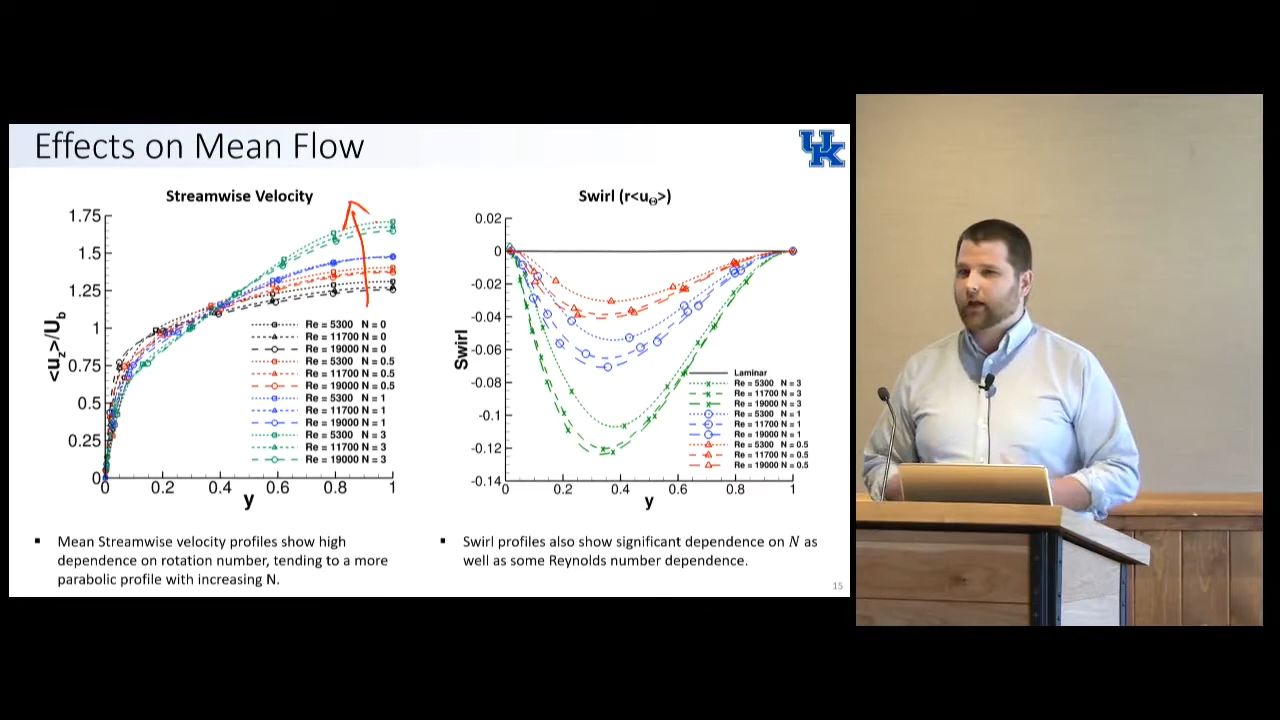 Effects on Mean Flow
UK
Streamwise Velocity
1.75
1.5
1.25
1
0.75
0.5
0.25
0
<u_z>/U_b
0 0.2 0.4 0.6 0.8 1
y
Re = 5300 N = 0
Re = 11700 N = 0
Re = 19000 N = 0
Re = 5300 N = 0.5
Re = 11700 N = 0.5
Re = 19000 N = 0.5
Re = 5300 N = 1
Re = 11700 N = 1
Re = 19000 N = 1
Re = 5300 N = 3
Re = 11700 N = 3
Re = 19000 N = 3
▪ Mean Streamwise velocity profiles show high
dependence on rotation number, tending to a more
parabolic profile with increasing N.
Swirl (r<u_Θ>)
0.02
0
-0.02
-0.04
-0.06
-0.08
-0.1
-0.12
-0.14
Swirl
0 0.2 0.4 0.6 0.8 1
y
Laminar
Re = 5300 N = 3
Re = 11700 N = 3
Re = 19000 N = 3
Re = 5300 N = 1
Re = 11700 N = 1
Re = 19000 N = 1
Re = 5300 N = 0.5
Re = 11700 N = 0.5
Re = 19000 N = 0.5
▪ Swirl profiles also show significant dependence on N as
well as some Reynolds number dependence.
15